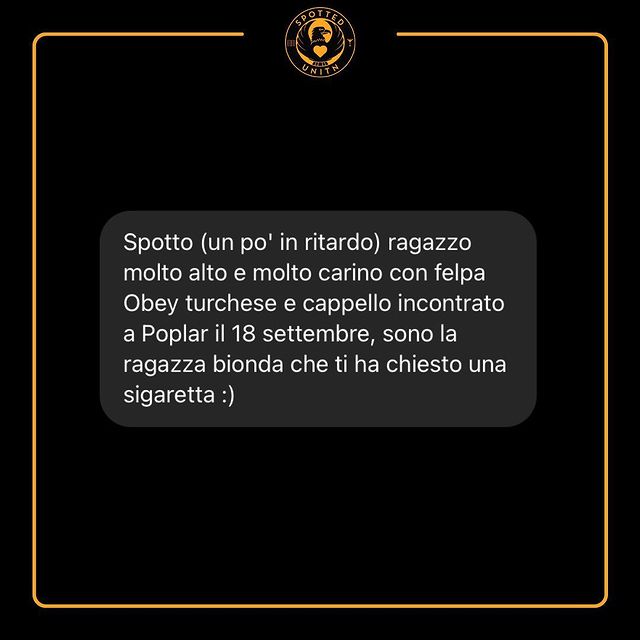 SPOTTED
UNITN
Spotto (un po' in ritardo) ragazzo
molto alto e molto carino con felpa
Obey turchese e cappello incontrato
a Poplar il 18 settembre, sono la
ragazza bionda che ti ha chiesto una
sigaretta :)